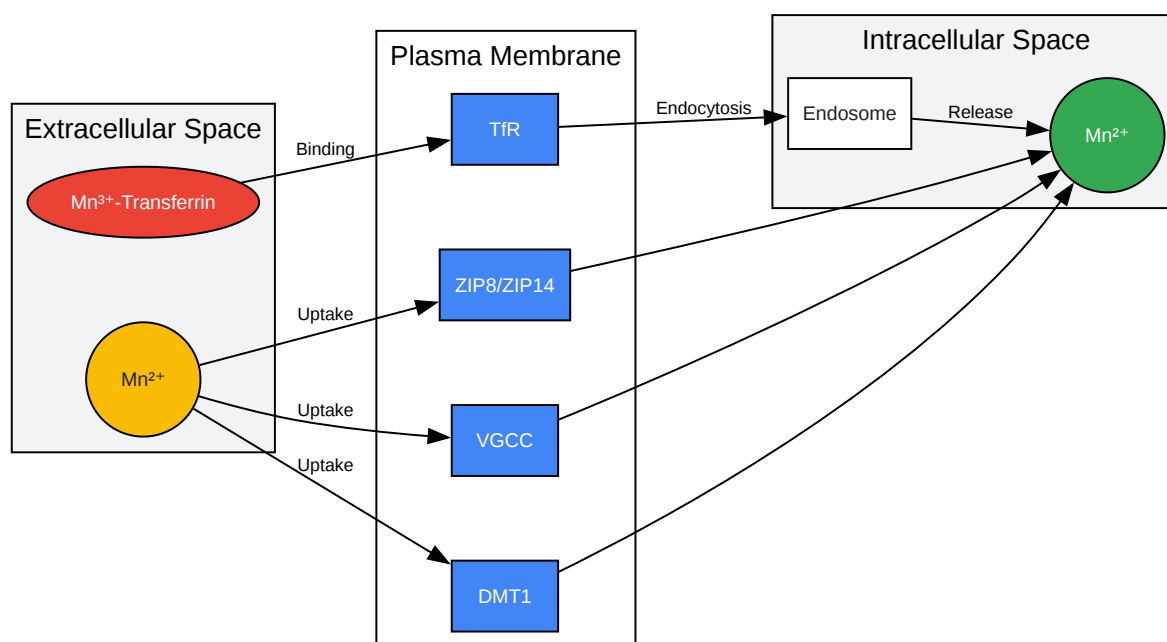 Extracellular Space
Mn³⁺-Transferrin
Mn²⁺
Binding
Uptake
Uptake
Uptake
Plasma Membrane
TfR
ZIP8/ZIP14
VGCC
DMT1
Endocytosis
Intracellular Space
Endosome
Release
Mn²⁺